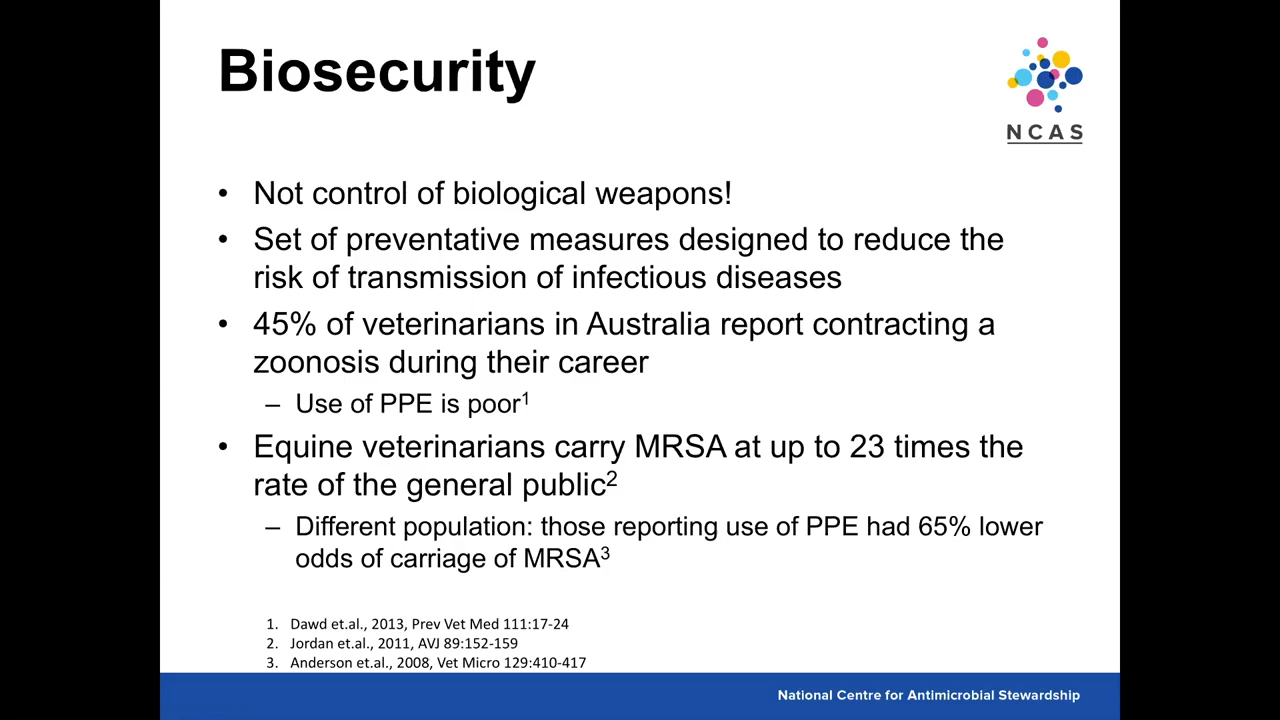 Biosecurity
NCAS
• Not control of biological weapons!
• Set of preventative measures designed to reduce the
risk of transmission of infectious diseases
• 45% of veterinarians in Australia report contracting a
zoonosis during their career
– Use of PPE is poor1
• Equine veterinarians carry MRSA at up to 23 times the
rate of the general public2
– Different population: those reporting use of PPE had 65% lower
odds of carriage of MRSA3
1. Dawd et.al., 2013, Prev Vet Med 111:17-24
2. Jordan et.al., 2011, AVJ 89:152-159
3. Anderson et.al., 2008, Vet Micro 129:410-417
National Centre for Antimicrobial Stewardship